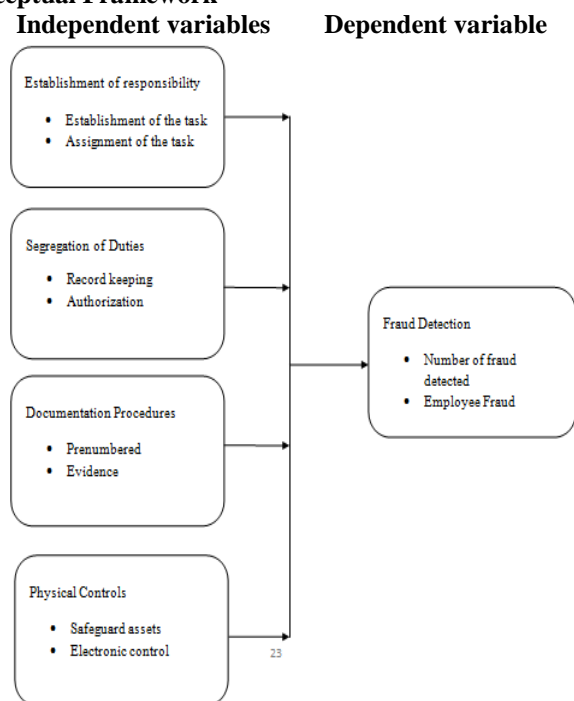 ceptual Framework
Independent variables Dependent variable
Establishment of responsibility
• Establishment of the task
• Assignment of the task
Segregation of Duties
• Record keeping
• Authorization
Fraud Detection
• Number of fraud
detected
• Employee Fraud
Documentation Procedures
• Prenumbered
• Evidence
Physical Controls
• Safeguard assets
• Electronic control
23